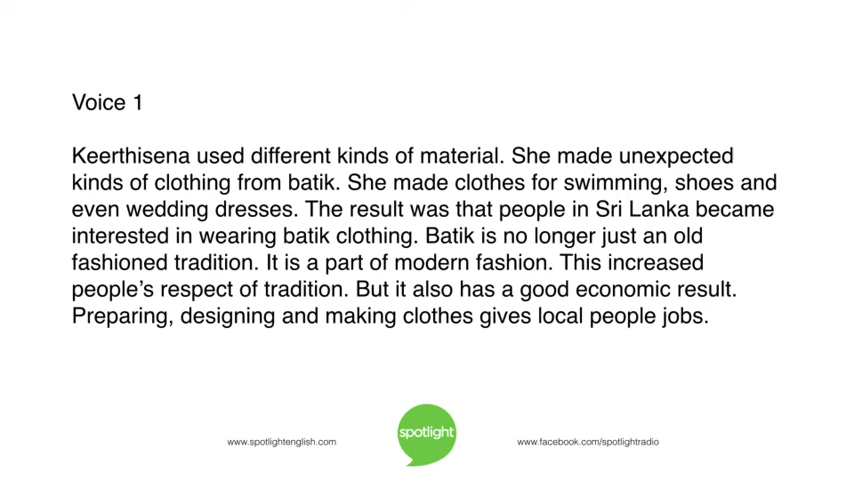 Voice 1
Keerthisena used different kinds of material. She made unexpected
kinds of clothing from batik. She made clothes for swimming, shoes and
even wedding dresses. The result was that people in Sri Lanka became
interested in wearing batik clothing. Batik is no longer just an old
fashioned tradition. It is a part of modern fashion. This increased
people’s respect of tradition. But it also has a good economic result.
Preparing, designing and making clothes gives local people jobs.
www.spotlightenglish.com
spotlight
www.facebook.com/spotlightradio